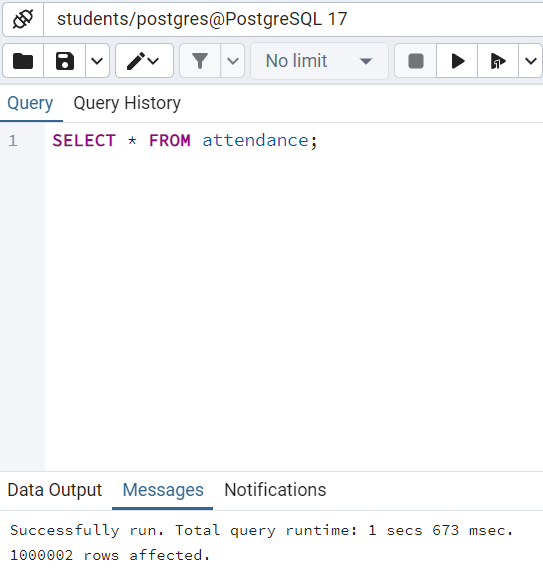 students/postgres@PostgreSQL 17
No limit
Query Query History
1 SELECT * FROM attendance;
Data Output Messages Notifications
Successfully run. Total query runtime: 1 secs 673 msec.
1000002 rows affected.